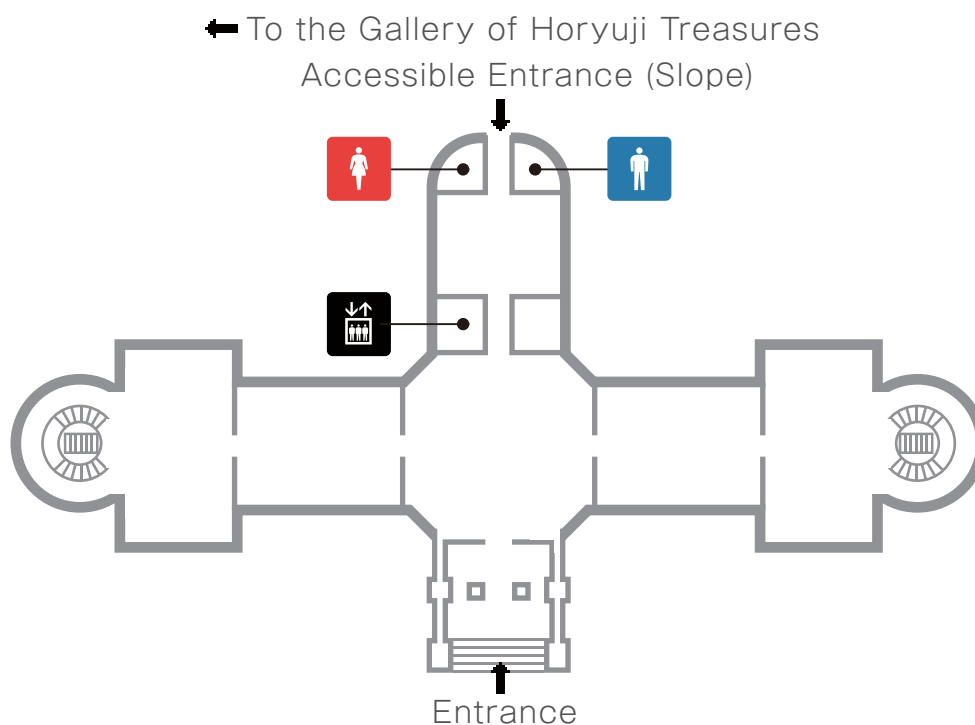 To the Gallery of Horyuji Treasures
Accessible Entrance (Slope)
Entrance